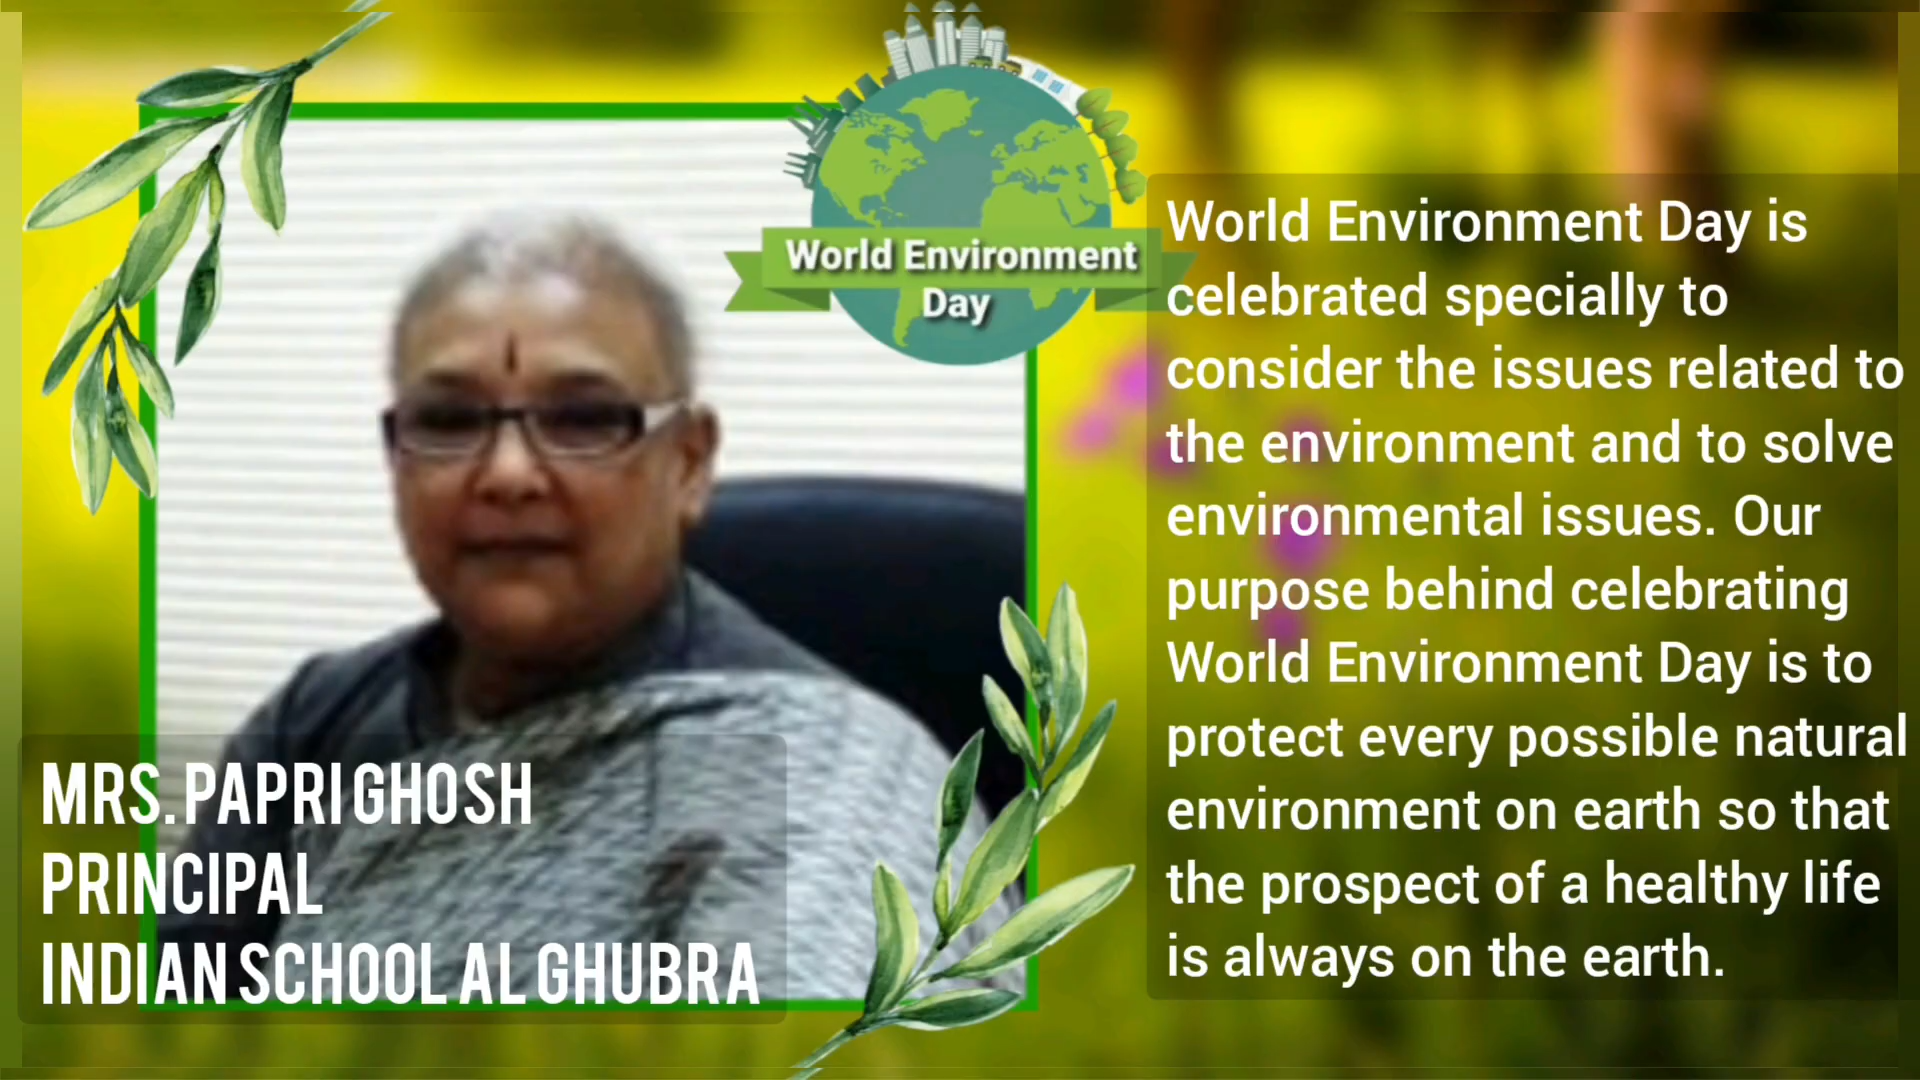 World Environment
Day
MRS. PAPRI GHOSH
PRINCIPAL
INDIAN SCHOOL AL GHUBRA
World Environment Day is
celebrated specially to
consider the issues related to
the environment and to solve
environmental issues. Our
purpose behind celebrating
World Environment Day is to
protect every possible natural
environment on earth so that
the prospect of a healthy life
is always on the earth.